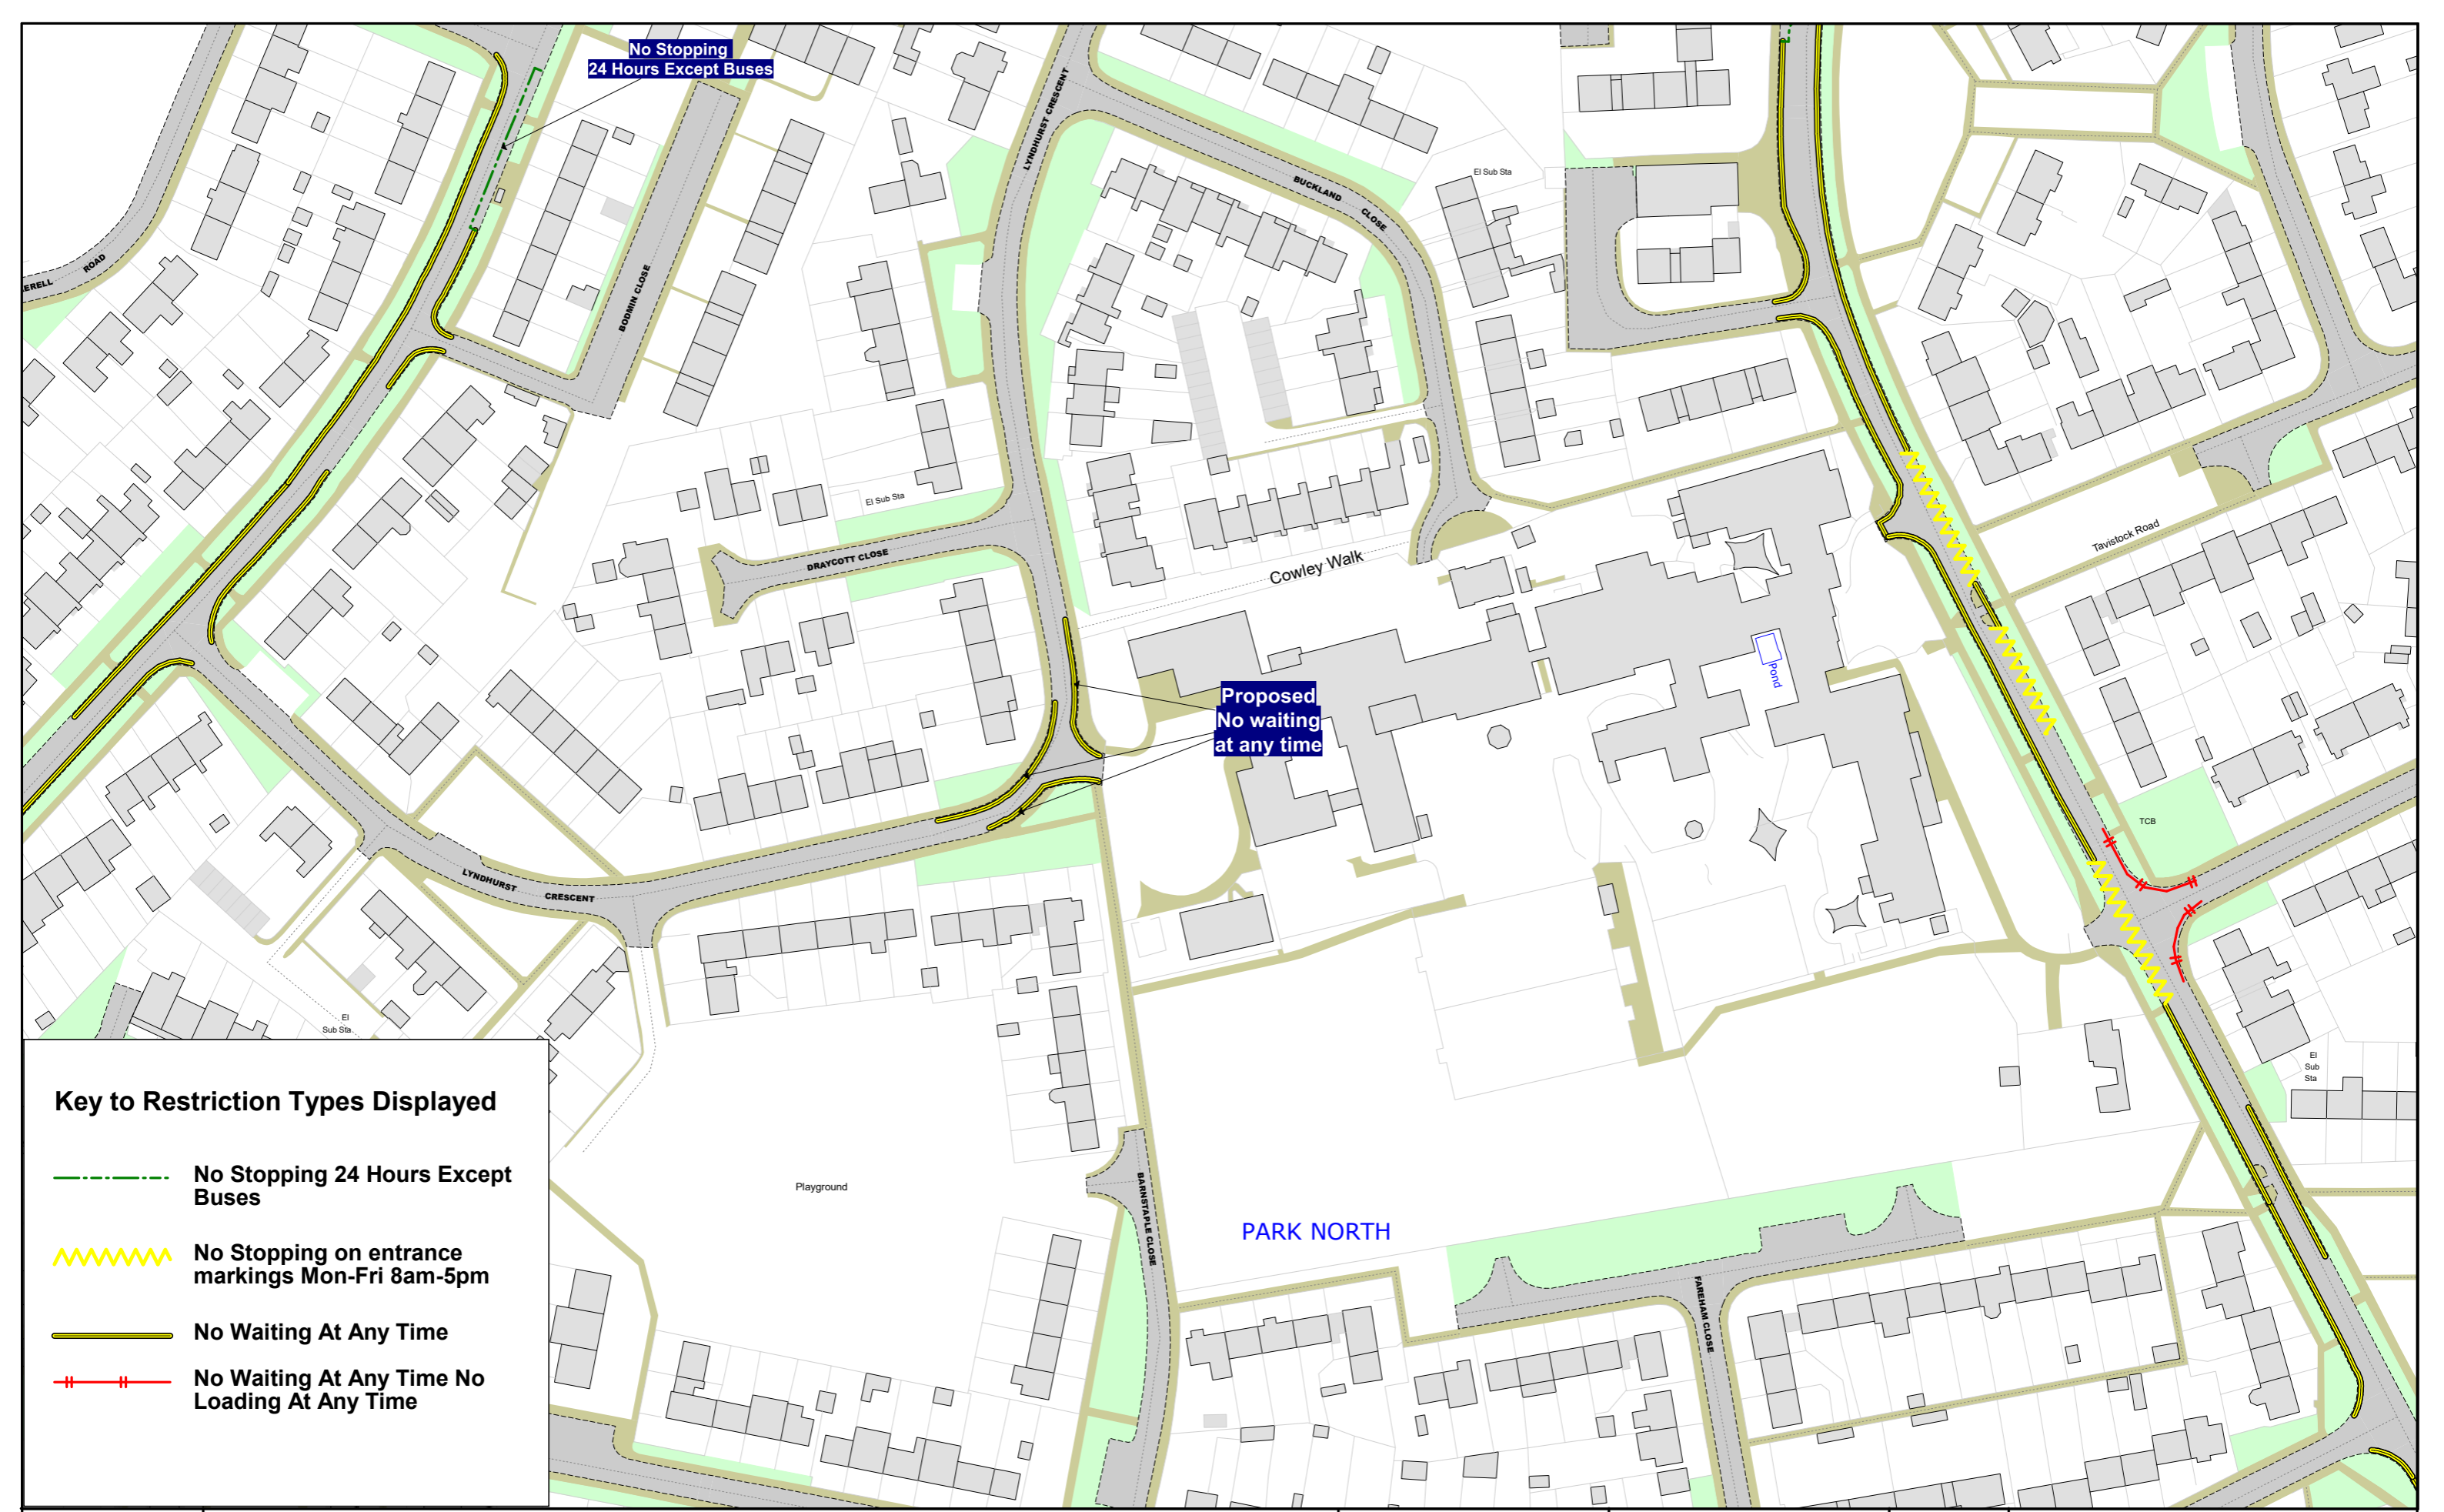 No Stopping
24 Hours Except Buses
LYNDHURST CRESCENT
BUCKLAND CLOSE
El Sub Sta
ERELL ROAD
BODMIN CLOSE
El Sub Sta
DRAYCOTT CLOSE
Cowley Walk
Tavistock Road
Pond
Proposed
No waiting
at any time
TCB
LYNDHURST CRESCENT
El
Sub Sta
El
Sub
Sta
Playground
BARNSTAPLE CLOSE
PARK NORTH
FAREHAM CLOSE
Key to Restriction Types Displayed
No Stopping 24 Hours Except
Buses
No Stopping on entrance
markings Mon-Fri 8am-5pm
No Waiting At Any Time
No Waiting At Any Time No
Loading At Any Time